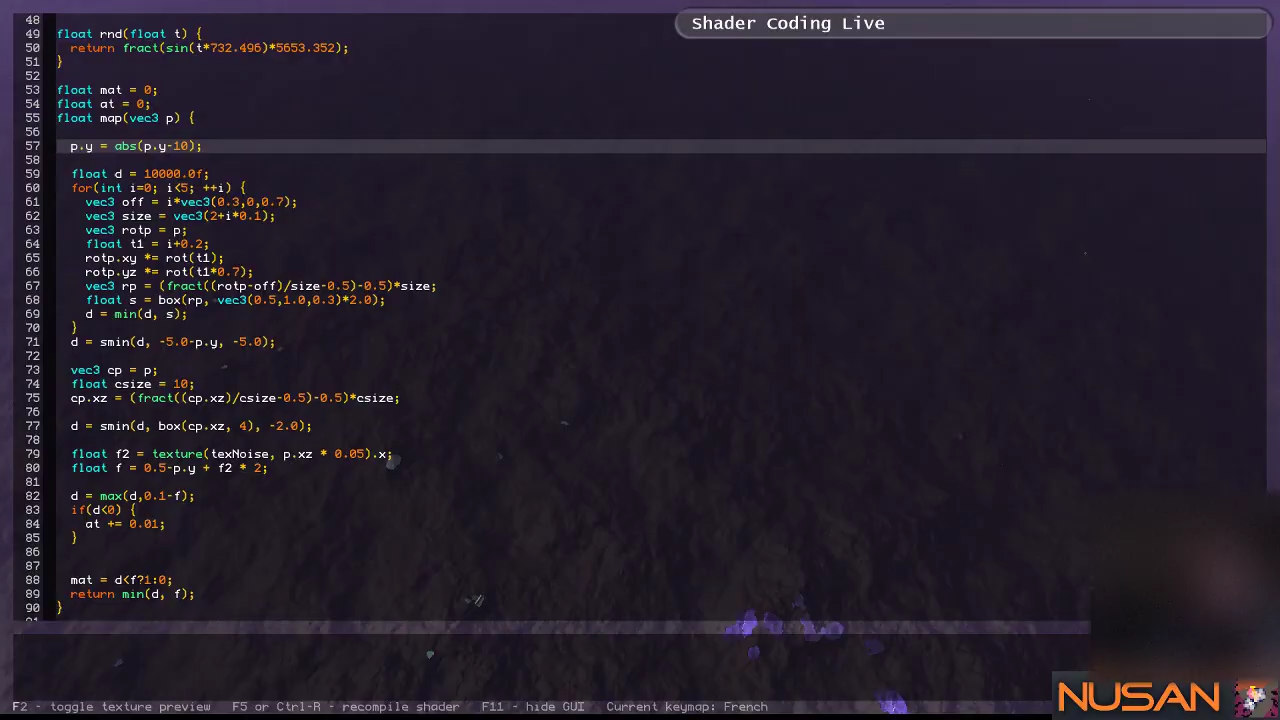 Shader Coding Live
48
49 float rnd(float t) {
50   return fract(sin(t*732.496)*5653.352);
51 }
52
53 float mat = 0;
54 float at = 0;
55 float map(vec3 p) {
56
57   p.y = abs(p.y-10);
58
59   float d = 10000.0f;
60   for(int i=0; i<5; ++i) {
61     vec3 off = i*vec3(0.3,0,0.7);
62     vec3 size = vec3(2+i*0.1);
63     vec3 rotp = p;
64     float t1 = i+0.2;
65     rotp.xy *= rot(t1);
66     rotp.yz *= rot(t1*0.7);
67     vec3 rp = (fract((rotp-off)/size-0.5)-0.5)*size;
68     float s = box(rp, vec3(0.5,1.0,0.3)*2.0);
69     d = min(d, s);
70   }
71   d = smin(d, -5.0-p.y, -5.0);
72
73   vec3 cp = p;
74   float csize = 10;
75   cp.xz = (fract((cp.xz)/csize-0.5)-0.5)*csize;
76
77   d = smin(d, box(cp.xz, 4), -2.0);
78
79   float f2 = texture(texNoise, p.xz * 0.05).x;
80   float f = 0.5-p.y + f2 * 2;
81
82   d = max(d,0.1-f);
83   if(d<0) {
84     at += 0.01;
85   }
86
87
88   mat = d<f?1:0;
89   return min(d, f);
90 }
F2 - toggle texture preview   F5 or Ctrl-R - recompile shader   F11 - hide GUI   Current keymap: French
NUSAN